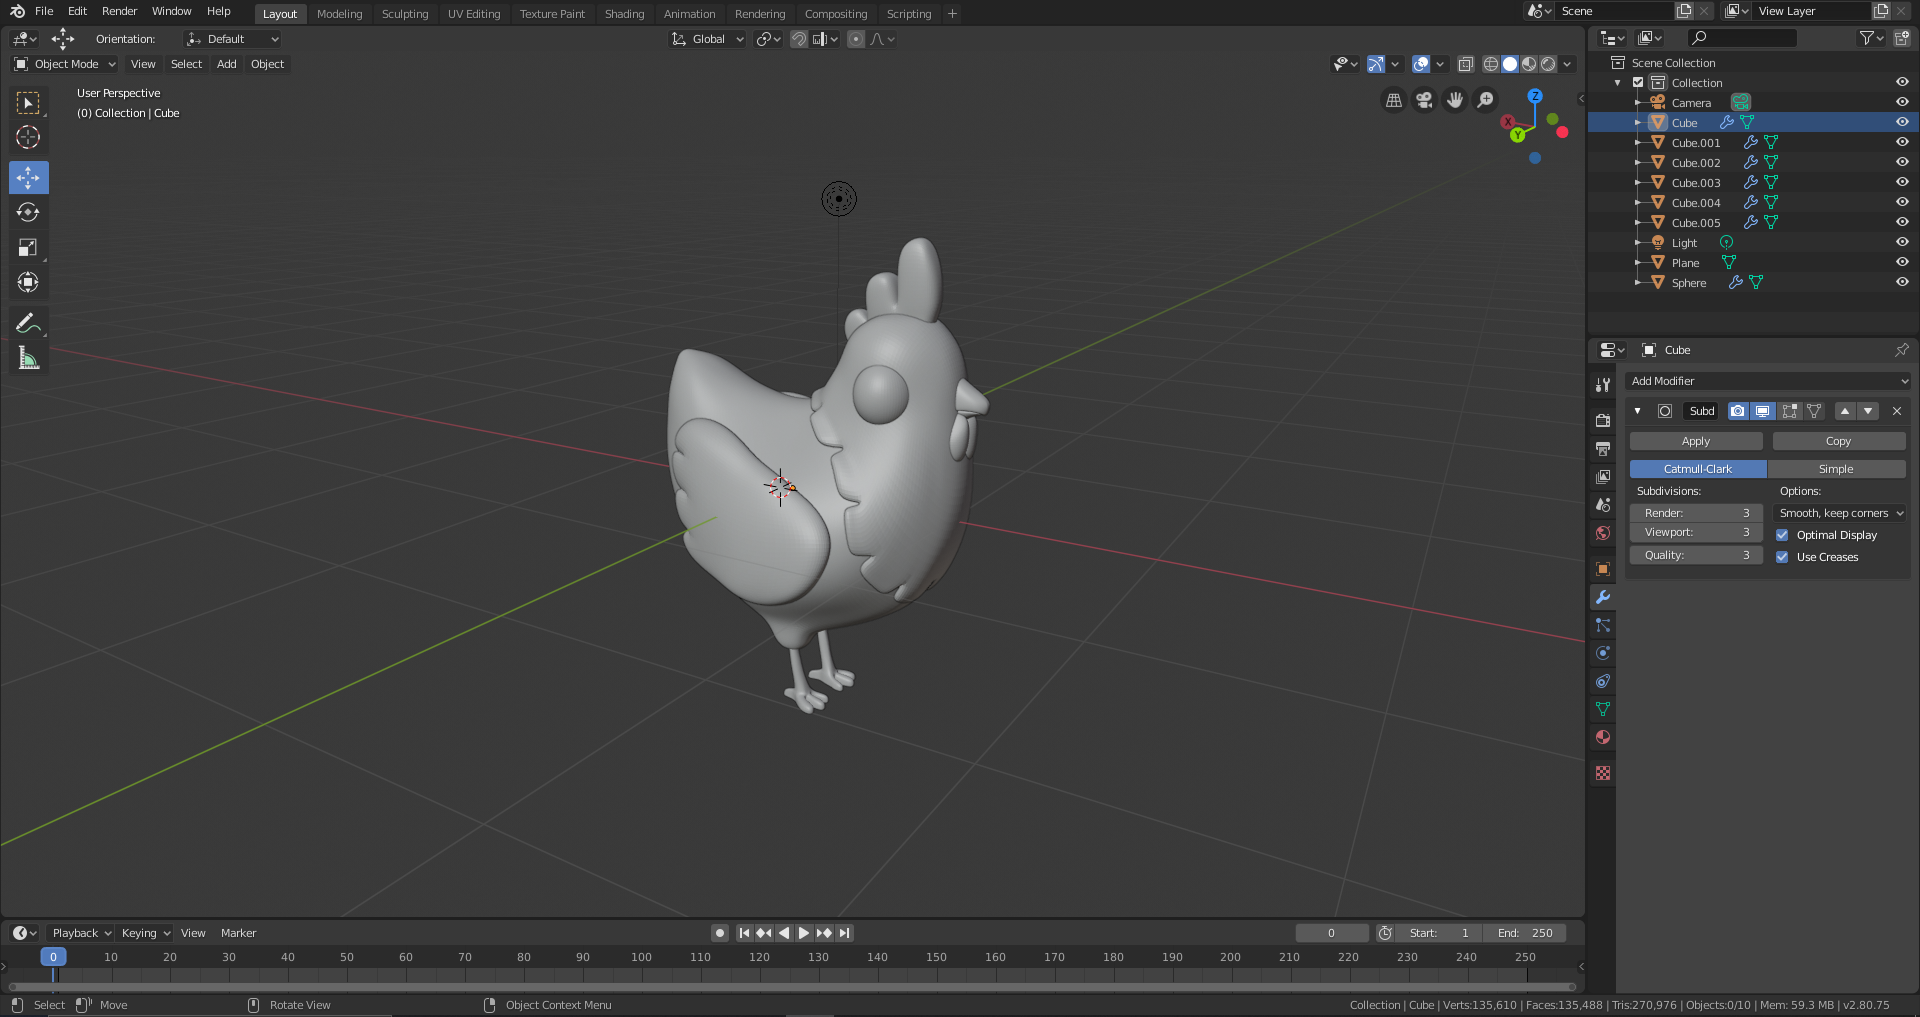 File Edit Render Window Help Layout Modeling Sculpting UV Editing Texture Paint Shading Animation Rendering Compositing Scripting + Scene View Layer
Orientation: Default Global
Object Mode View Select Add Object
User Perspective
(0) Collection | Cube
Z
X
Y
Scene Collection
Collection
Camera
Cube
Cube.001
Cube.002
Cube.003
Cube.004
Cube.005
Light
Plane
Sphere
Cube
Add Modifier
Subd
Apply Copy
Catmull-Clark Simple
Subdivisions: Options:
Render: 3 Smooth, keep corners
Viewport: 3 Optimal Display
Quality: 3 Use Creases
Playback Keying View Marker 0 Start: 1 End: 250
0 10 20 30 40 50 60 70 80 90 100 110 120 130 140 150 160 170 180 190 200 210 220 230 240 250
Select Move Rotate View Object Context Menu Collection | Cube | Verts:135,610 | Faces:135,488 | Tris:270,976 | Objects:0/10 | Mem: 59.3 MB | v2.80.75